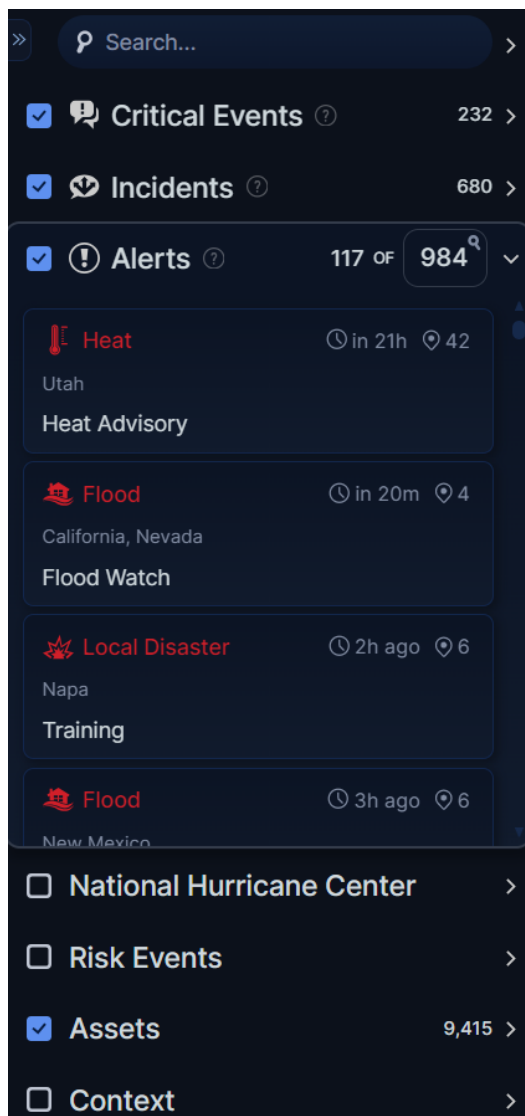 Search...
Critical Events ? 232
Incidents ? 680
Alerts ? 117 OF 984
Heat in 21h 42
Utah
Heat Advisory
Flood in 20m 4
California, Nevada
Flood Watch
Local Disaster 2h ago 6
Napa
Training
Flood 3h ago 6
New Mexico
National Hurricane Center
Risk Events
Assets 9,415
Context